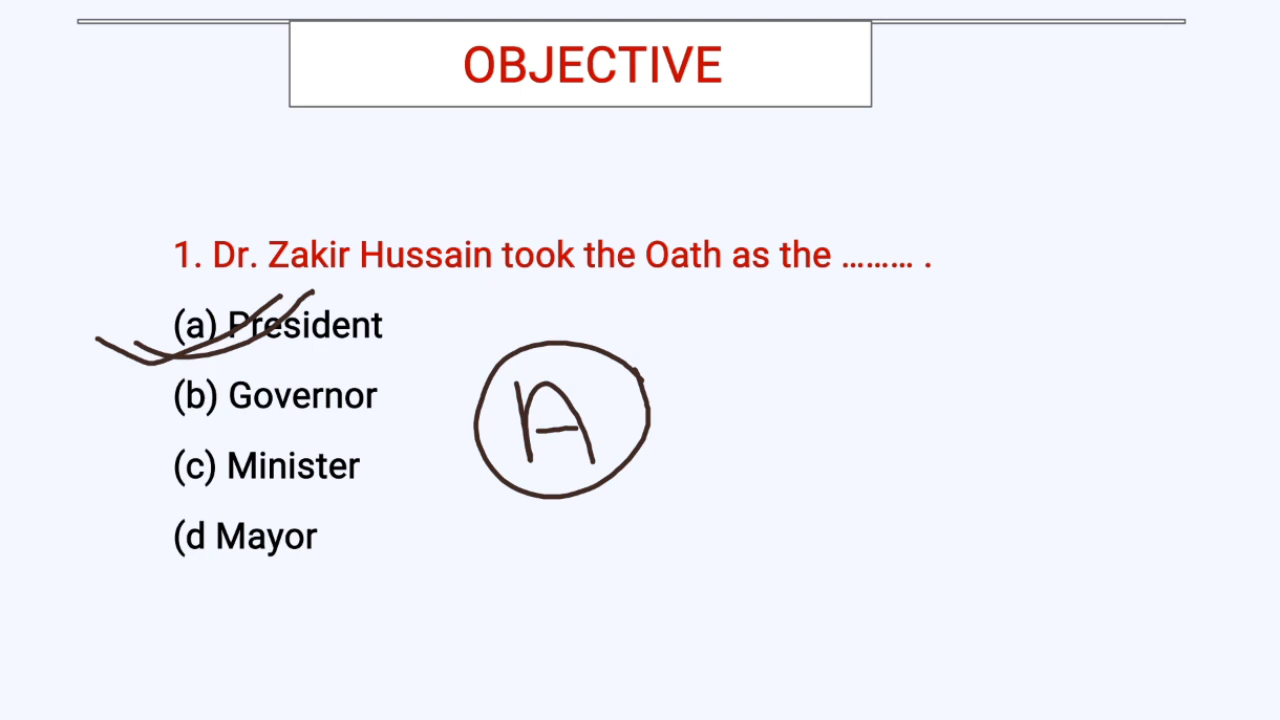 OBJECTIVE
1. Dr. Zakir Hussain took the Oath as the ......... .
(a) President
(b) Governor
A
(c) Minister
(d Mayor